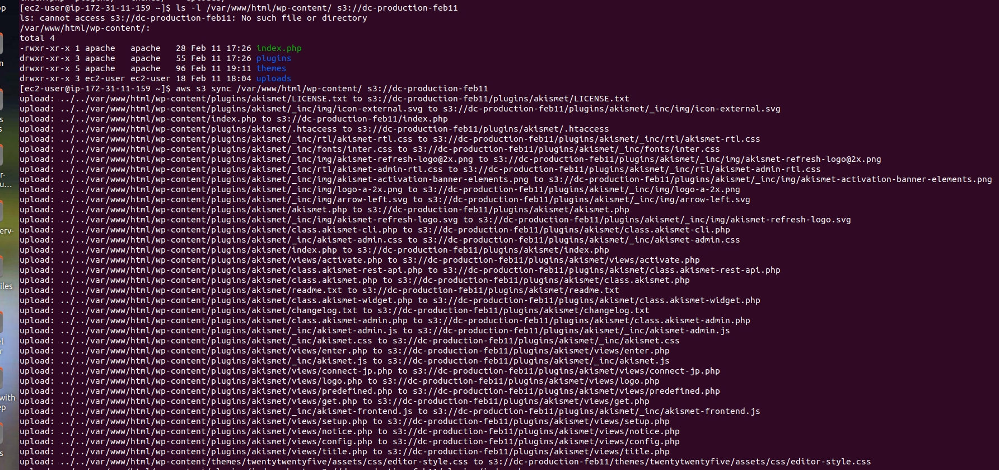 [ec2-user@ip-172-31-11-159 ~]$ ls -l /var/www/html/wp-content/ s3://dc-production-feb11
ls: cannot access s3://dc-production-feb11: No such file or directory
/var/www/html/wp-content/:
total 4
-rwxr-xr-x 1 apache   apache   28 Feb 11 17:26 index.php
drwxr-xr-x 3 apache   apache   55 Feb 11 17:26 plugins
drwxr-xr-x 5 apache   apache   96 Feb 11 19:11 themes
drwxr-xr-x 3 ec2-user ec2-user 18 Feb 11 18:04 uploads
[ec2-user@ip-172-31-11-159 ~]$ aws s3 sync /var/www/html/wp-content/ s3://dc-production-feb11
upload: ../../var/www/html/wp-content/plugins/akismet/LICENSE.txt to s3://dc-production-feb11/plugins/akismet/LICENSE.txt
upload: ../../var/www/html/wp-content/plugins/akismet/_inc/img/icon-external.svg to s3://dc-production-feb11/plugins/akismet/_inc/img/icon-external.svg
upload: ../../var/www/html/wp-content/index.php to s3://dc-production-feb11/index.php
upload: ../../var/www/html/wp-content/plugins/akismet/.htaccess to s3://dc-production-feb11/plugins/akismet/.htaccess
upload: ../../var/www/html/wp-content/plugins/akismet/_inc/rtl/akismet-rtl.css to s3://dc-production-feb11/plugins/akismet/_inc/rtl/akismet-rtl.css
upload: ../../var/www/html/wp-content/plugins/akismet/_inc/fonts/inter.css to s3://dc-production-feb11/plugins/akismet/_inc/fonts/inter.css
upload: ../../var/www/html/wp-content/plugins/akismet/_inc/img/akismet-refresh-logo@2x.png to s3://dc-production-feb11/plugins/akismet/_inc/img/akismet-refresh-logo@2x.png
upload: ../../var/www/html/wp-content/plugins/akismet/_inc/rtl/akismet-admin-rtl.css to s3://dc-production-feb11/plugins/akismet/_inc/rtl/akismet-admin-rtl.css
upload: ../../var/www/html/wp-content/plugins/akismet/_inc/img/akismet-activation-banner-elements.png to s3://dc-production-feb11/plugins/akismet/_inc/img/akismet-activation-banner-elements.png
upload: ../../var/www/html/wp-content/plugins/akismet/_inc/img/logo-a-2x.png to s3://dc-production-feb11/plugins/akismet/_inc/img/logo-a-2x.png
upload: ../../var/www/html/wp-content/plugins/akismet/_inc/img/arrow-left.svg to s3://dc-production-feb11/plugins/akismet/_inc/img/arrow-left.svg
upload: ../../var/www/html/wp-content/plugins/akismet/akismet.php to s3://dc-production-feb11/plugins/akismet/akismet.php
upload: ../../var/www/html/wp-content/plugins/akismet/_inc/img/akismet-refresh-logo.svg to s3://dc-production-feb11/plugins/akismet/_inc/img/akismet-refresh-logo.svg
upload: ../../var/www/html/wp-content/plugins/akismet/class.akismet-cli.php to s3://dc-production-feb11/plugins/akismet/class.akismet-cli.php
upload: ../../var/www/html/wp-content/plugins/akismet/_inc/akismet-admin.css to s3://dc-production-feb11/plugins/akismet/_inc/akismet-admin.css
upload: ../../var/www/html/wp-content/plugins/akismet/index.php to s3://dc-production-feb11/plugins/akismet/index.php
upload: ../../var/www/html/wp-content/plugins/akismet/views/activate.php to s3://dc-production-feb11/plugins/akismet/views/activate.php
upload: ../../var/www/html/wp-content/plugins/akismet/class.akismet-rest-api.php to s3://dc-production-feb11/plugins/akismet/class.akismet-rest-api.php
upload: ../../var/www/html/wp-content/plugins/akismet/class.akismet.php to s3://dc-production-feb11/plugins/akismet/class.akismet.php
upload: ../../var/www/html/wp-content/plugins/akismet/readme.txt to s3://dc-production-feb11/plugins/akismet/readme.txt
upload: ../../var/www/html/wp-content/plugins/akismet/class.akismet-widget.php to s3://dc-production-feb11/plugins/akismet/class.akismet-widget.php
upload: ../../var/www/html/wp-content/plugins/akismet/changelog.txt to s3://dc-production-feb11/plugins/akismet/changelog.txt
upload: ../../var/www/html/wp-content/plugins/akismet/class.akismet-admin.php to s3://dc-production-feb11/plugins/akismet/class.akismet-admin.php
upload: ../../var/www/html/wp-content/plugins/akismet/_inc/akismet-admin.js to s3://dc-production-feb11/plugins/akismet/_inc/akismet-admin.js
upload: ../../var/www/html/wp-content/plugins/akismet/_inc/akismet.css to s3://dc-production-feb11/plugins/akismet/_inc/akismet.css
upload: ../../var/www/html/wp-content/plugins/akismet/views/enter.php to s3://dc-production-feb11/plugins/akismet/views/enter.php
upload: ../../var/www/html/wp-content/plugins/akismet/_inc/akismet.js to s3://dc-production-feb11/plugins/akismet/_inc/akismet.js
upload: ../../var/www/html/wp-content/plugins/akismet/views/connect-jp.php to s3://dc-production-feb11/plugins/akismet/views/connect-jp.php
upload: ../../var/www/html/wp-content/plugins/akismet/views/logo.php to s3://dc-production-feb11/plugins/akismet/views/logo.php
upload: ../../var/www/html/wp-content/plugins/akismet/views/predefined.php to s3://dc-production-feb11/plugins/akismet/views/predefined.php
upload: ../../var/www/html/wp-content/plugins/akismet/views/get.php to s3://dc-production-feb11/plugins/akismet/views/get.php
upload: ../../var/www/html/wp-content/plugins/akismet/_inc/akismet-frontend.js to s3://dc-production-feb11/plugins/akismet/_inc/akismet-frontend.js
upload: ../../var/www/html/wp-content/plugins/akismet/views/setup.php to s3://dc-production-feb11/plugins/akismet/views/setup.php
upload: ../../var/www/html/wp-content/plugins/akismet/views/notice.php to s3://dc-production-feb11/plugins/akismet/views/notice.php
upload: ../../var/www/html/wp-content/plugins/akismet/views/config.php to s3://dc-production-feb11/plugins/akismet/views/config.php
upload: ../../var/www/html/wp-content/plugins/akismet/views/title.php to s3://dc-production-feb11/plugins/akismet/views/title.php
upload: ../../var/www/html/wp-content/themes/twentytwentyfive/assets/css/editor-style.css to s3://dc-production-feb11/themes/twentytwentyfive/assets/css/editor-style.css